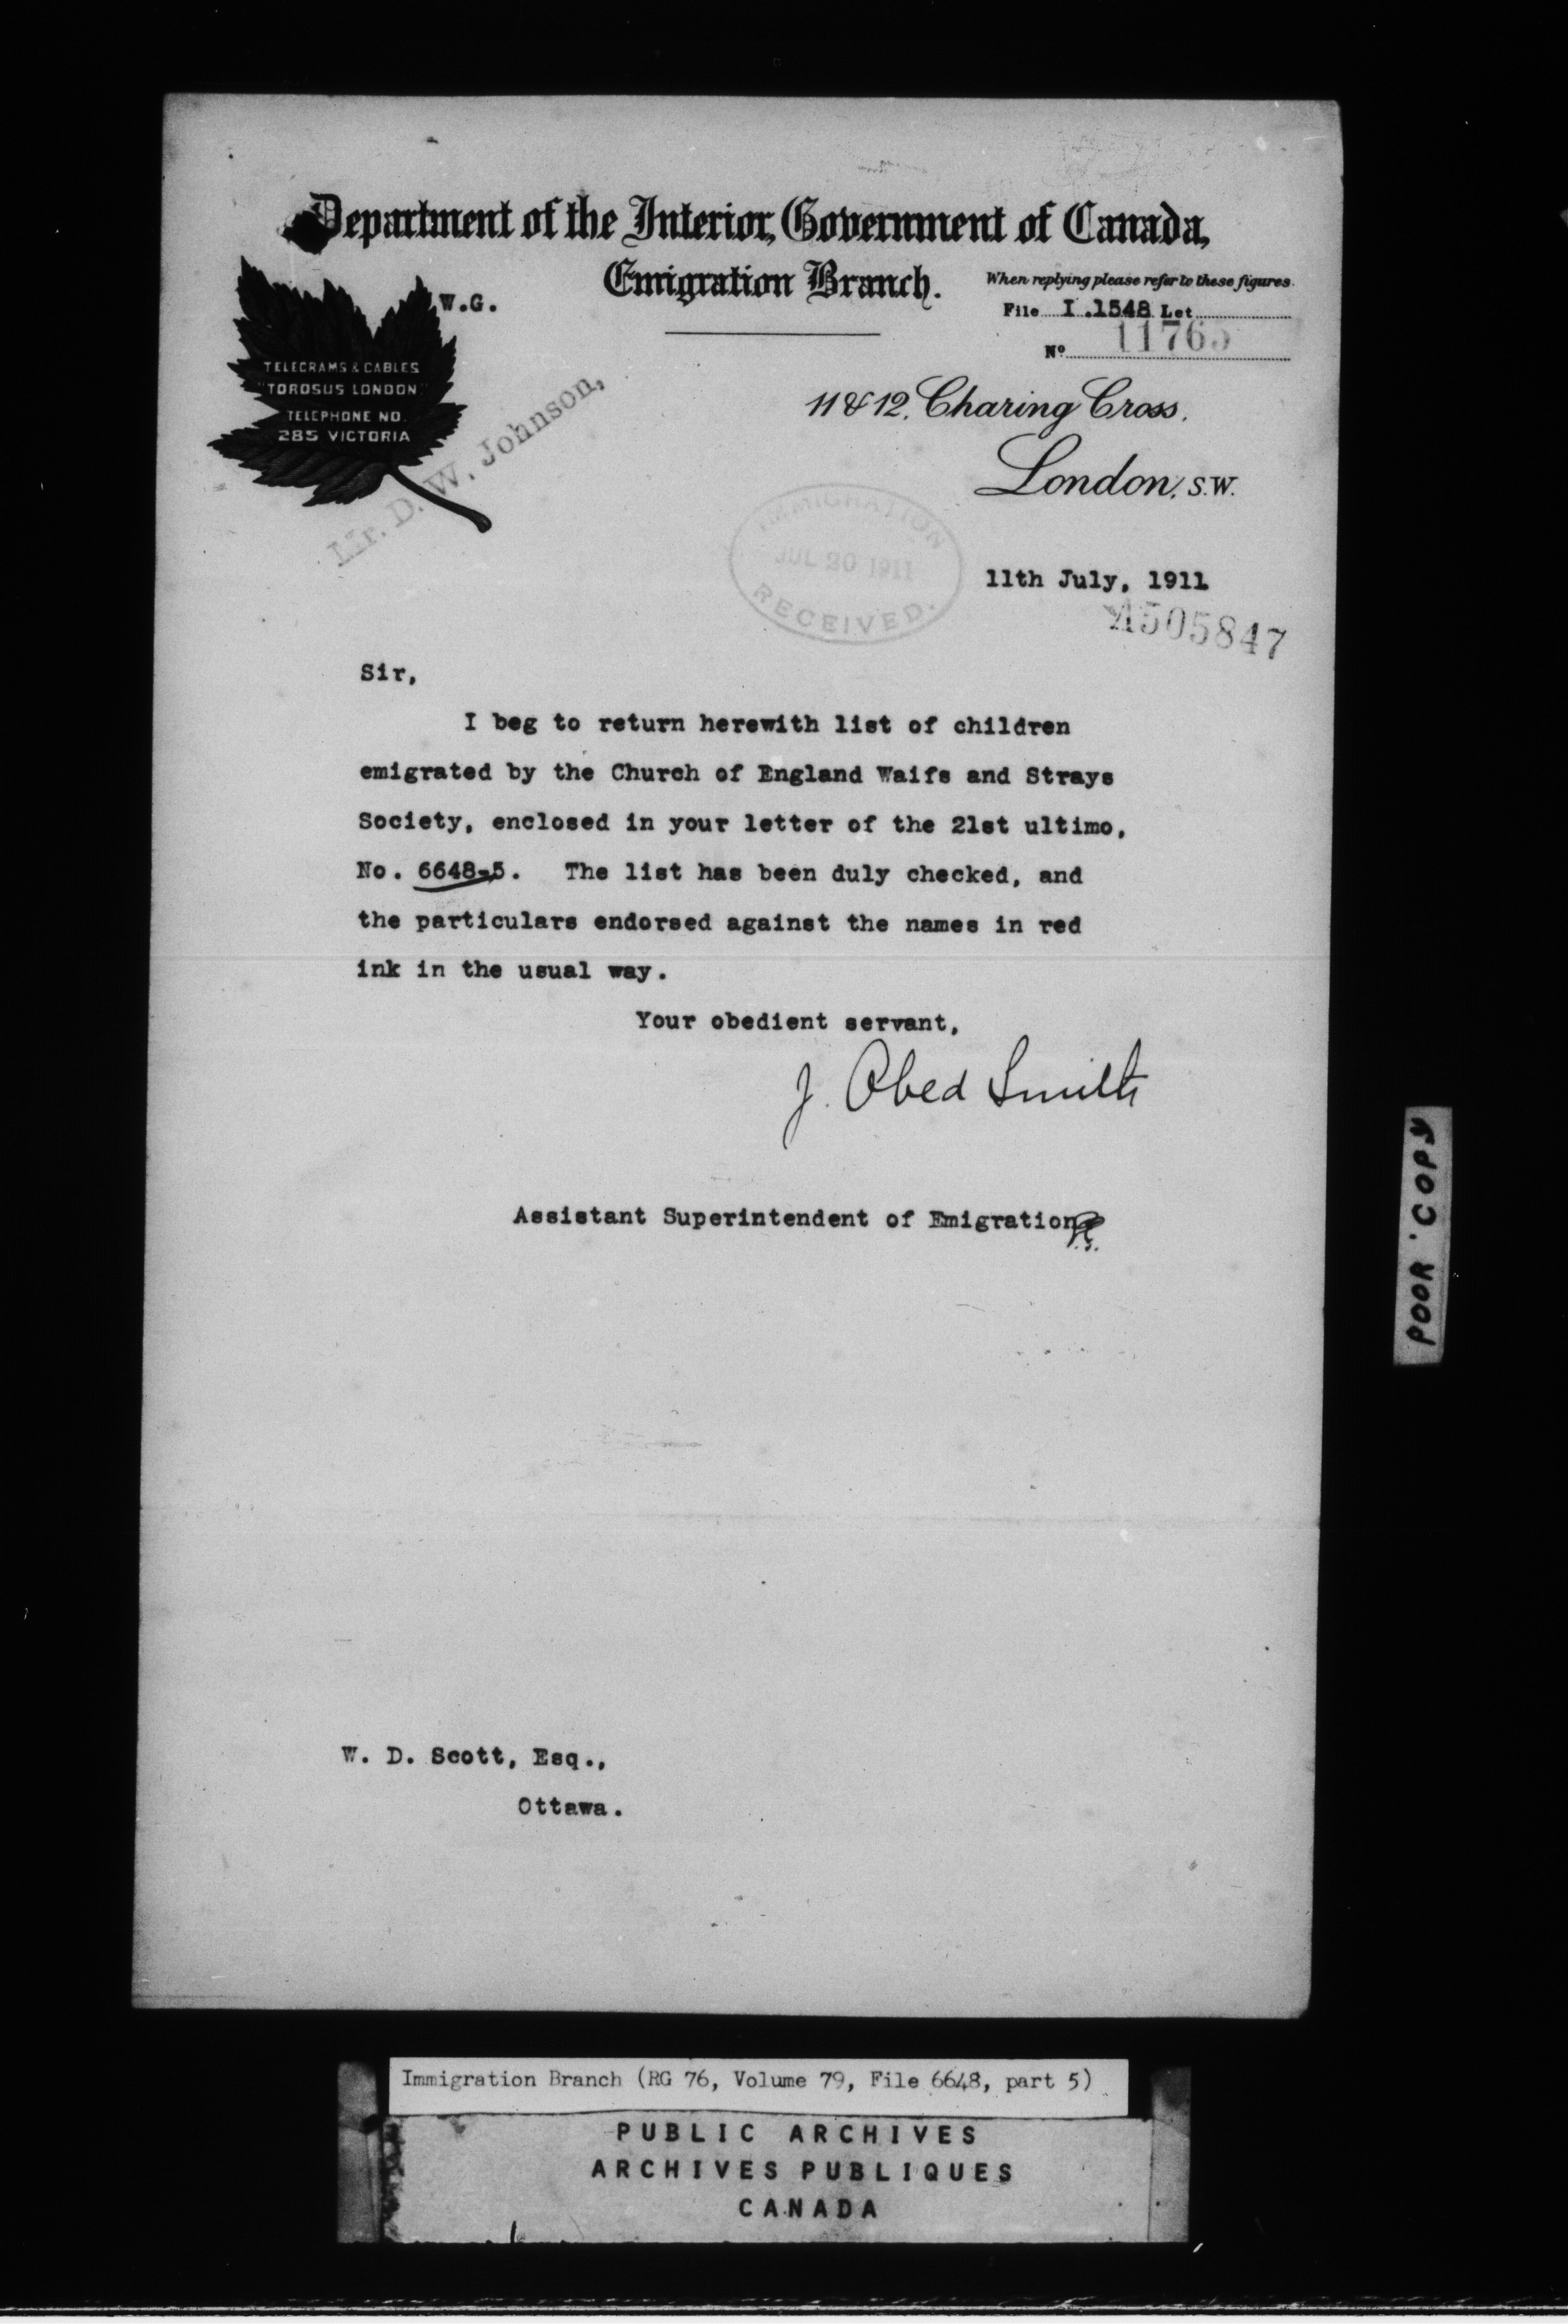 Department of the Interior, Government of Canada,
Emigration Branch.
When replying please refer to these figures.
W.G.
File I.1548 Let
No 11765
TELEGRAMS & CABLES
"TOROSUS LONDON"
TELEPHONE NO.
285 VICTORIA
Mr. D. W. Johnson,
11 & 12, Charing Cross,
London, S.W.
IMMIGRATION
JUL 20 1911
RECEIVED.
11th July, 1911
A505847
Sir,
I beg to return herewith list of children
emigrated by the Church of England Waifs and Strays
Society, enclosed in your letter of the 21st ultimo,
No. 6648-5. The list has been duly checked, and
the particulars endorsed against the names in red
ink in the usual way.
Your obedient servant,
J. Obed Smith
Assistant Superintendent of Emigration
W. D. Scott, Esq.,
Ottawa.
POOR COPY
Immigration Branch (RG 76, Volume 79, File 6648, part 5)
PUBLIC ARCHIVES
ARCHIVES PUBLIQUES
CANADA